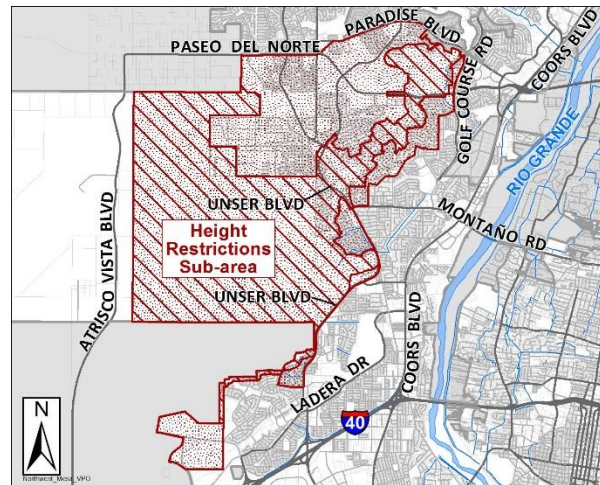 PARADISE BLVD
PASEO DEL NORTE
GOLF COURSE RD
COORS BLVD
RIO GRANDE
UNSER BLVD
MONTAÑO RD
ATRISCO VISTA BLVD
Height
Restrictions
Sub-area
UNSER BLVD
COORS BLVD
LADERA DR
40
N
Northwest_Mesa_VPO